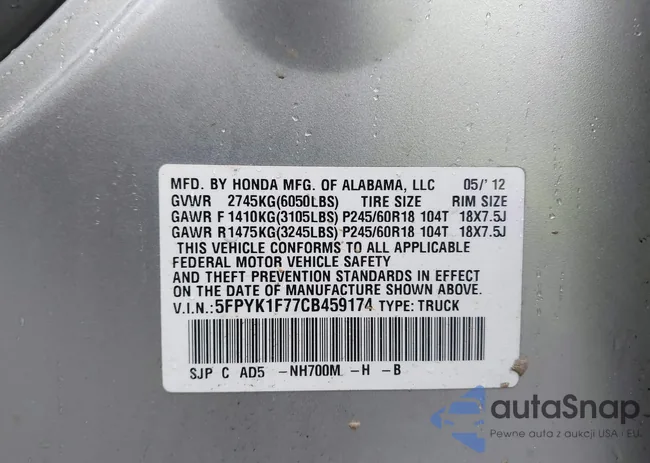 MFD. BY HONDA MFG. OF ALABAMA, LLC 05/'12
GVWR 2745KG(6050LBS) TIRE SIZE RIM SIZE
GAWR F 1410KG(3105LBS) P245/60R18 104T 18X7.5J
GAWR R 1475KG(3245LBS) P245/60R18 104T 18X7.5J
THIS VEHICLE CONFORMS TO ALL APPLICABLE
FEDERAL MOTOR VEHICLE SAFETY
AND THEFT PREVENTION STANDARDS IN EFFECT
ON THE DATE OF MANUFACTURE SHOWN ABOVE.
V.I.N.:5FPYK1F77CB459174 TYPE:TRUCK
SJP C AD5 -NH700M -H -B
autaSnap
Pewne auta z aukcji USA i EU